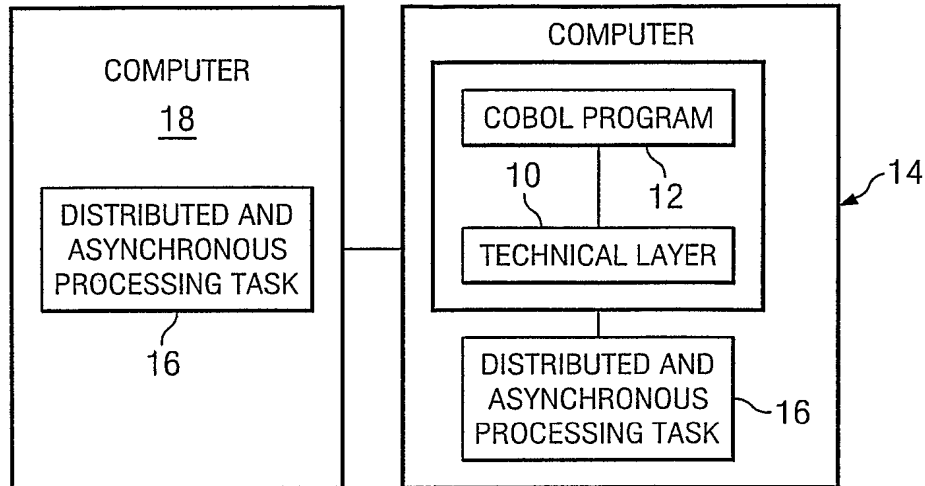 COMPUTER
18
DISTRIBUTED AND
ASYNCHRONOUS
PROCESSING TASK
16
COMPUTER
COBOL PROGRAM
10
12
TECHNICAL LAYER
14
DISTRIBUTED AND
ASYNCHRONOUS
PROCESSING TASK
16